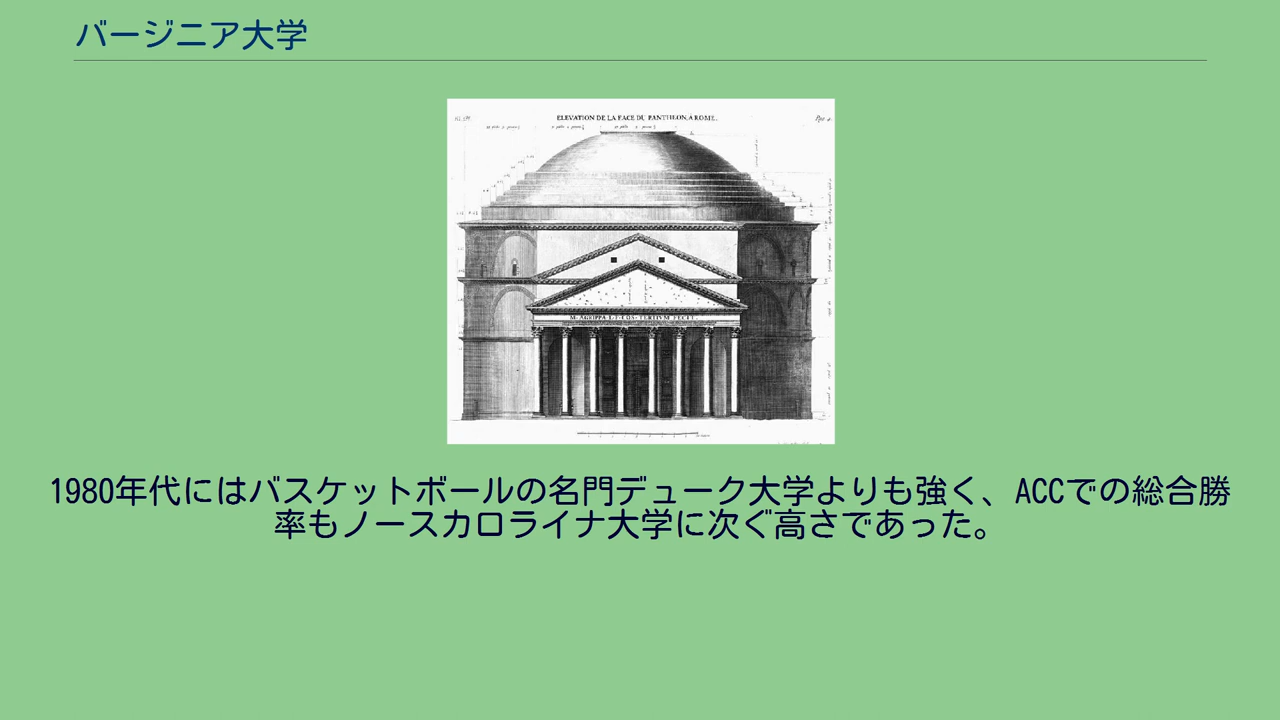 バージニア大学
ELEVATION DE LA FACE DU PANTHEON, A ROME.
M·AGRIPPA·L·F·COS·TERTIVM·FECIT·
1980年代にはバスケットボールの名門デューク大学よりも強く、ACCでの総合勝
率もノースカロライナ大学に次ぐ高さであった。